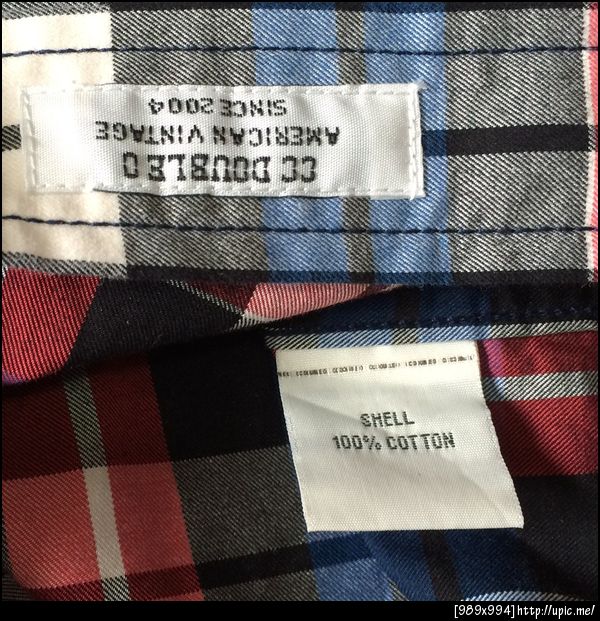 CC DOUBLE O
AMERICAN VINTAGE
SINCE 2004
SHELL
100% COTTON
[989x994]http://upic.me/